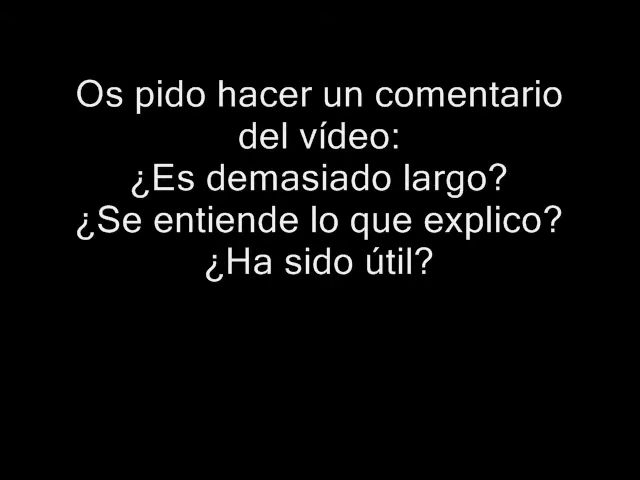 Os pido hacer un comentario
del vídeo:
¿Es demasiado largo?
¿Se entiende lo que explico?
¿Ha sido útil?